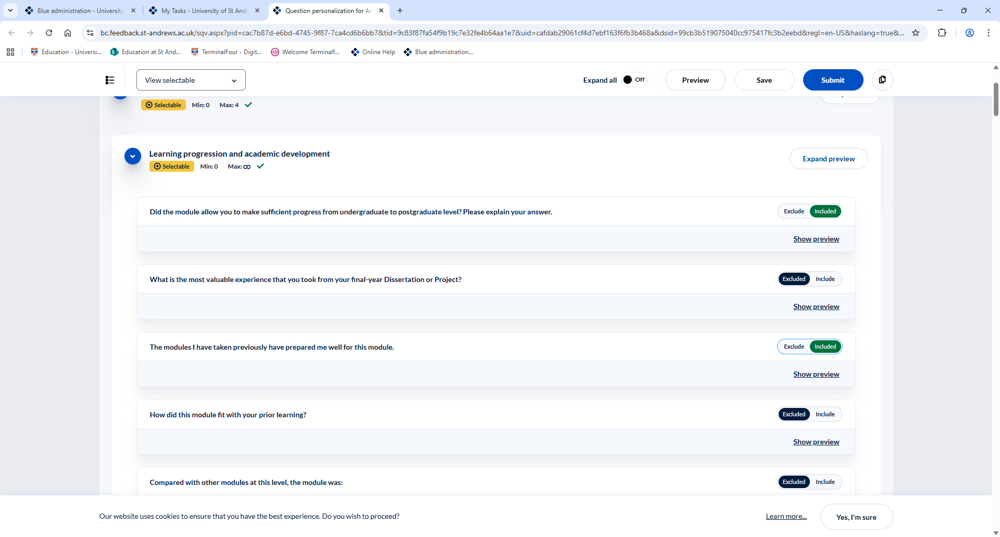 Blue administration - University
My Tasks - University of St Andr
Question personalization for An
bc.feedback.st-andrews.ac.uk/sqv.aspx?pid=cac7b87d-e6bd-4745-9f87-7ca4cd6b6bb7&tid=9c83f87fa54f9b19c7e32fe4b64aa1e7&uid=cafdab29061cf4d7ebf163f6fb3b468a&dsid=99cb3b519075040cc975417fc3b2eebd&regl=en-US&haslang=true&...
Education - Universi...
Education at St And...
TerminalFour - Digit...
Welcome Terminalf...
Online Help
Blue administration...
View selectable
Expand all Off
Preview
Save
Submit
Selectable Min: 0 Max: 4
Learning progression and academic development
Expand preview
Selectable Min: 0 Max: ∞
Did the module allow you to make sufficient progress from undergraduate to postgraduate level? Please explain your answer.
Exclude Included
Show preview
What is the most valuable experience that you took from your final-year Dissertation or Project?
Excluded Include
Show preview
The modules I have taken previously have prepared me well for this module.
Exclude Included
Show preview
How did this module fit with your prior learning?
Excluded Include
Show preview
Compared with other modules at this level, the module was:
Excluded Include
Our website uses cookies to ensure that you have the best experience. Do you wish to proceed?
Learn more...
Yes, I'm sure